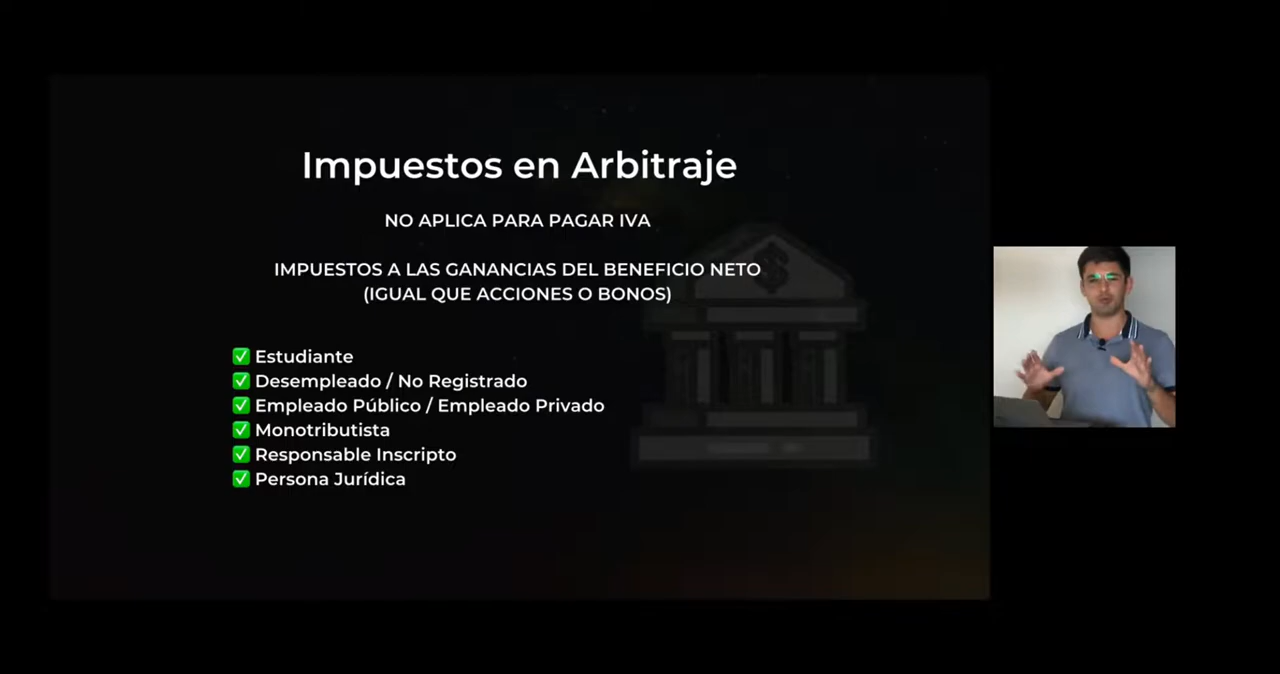 Impuestos en Arbitraje
NO APLICA PARA PAGAR IVA
IMPUESTOS A LAS GANANCIAS DEL BENEFICIO NETO
(IGUAL QUE ACCIONES O BONOS)
✅ Estudiante
✅ Desempleado / No Registrado
✅ Empleado Público / Empleado Privado
✅ Monotributista
✅ Responsable Inscripto
✅ Persona Jurídica